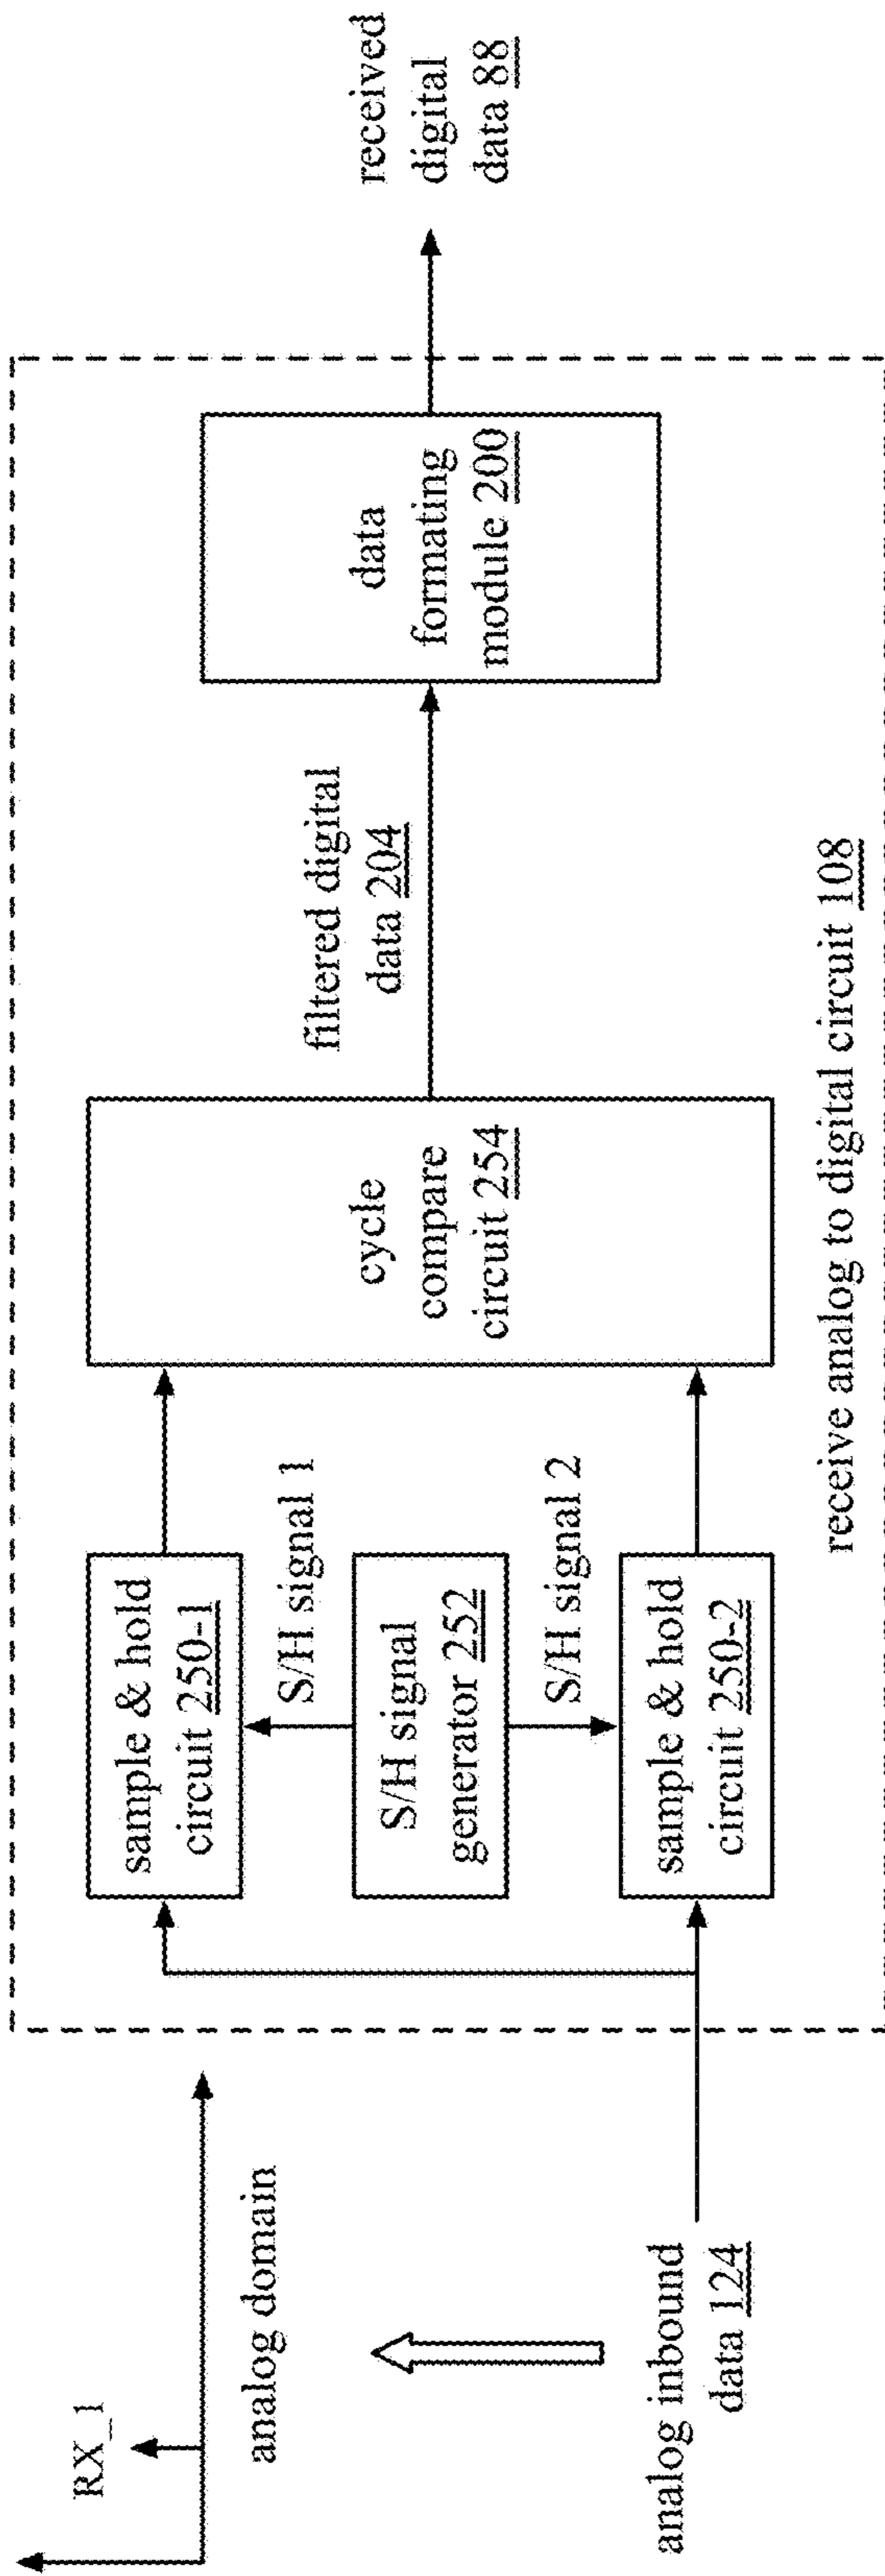 RX_1
analog domain
analog inbound
data 124
sample & hold
circuit 250-1
S/H signal 1
S/H signal
generator 252
S/H signal 2
sample & hold
circuit 250-2
cycle
compare
circuit 254
filtered digital
data 204
data
formating
module 200
receive analog to digital circuit 108
received
digital
data 88